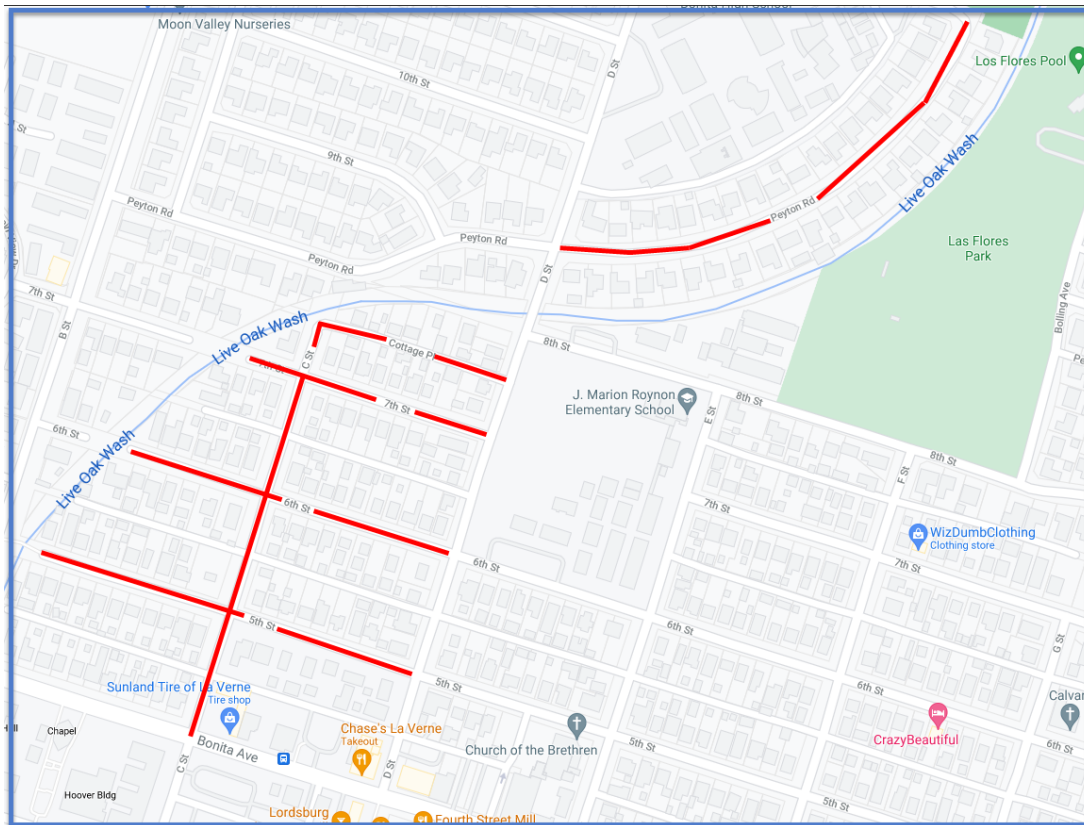 Moon Valley Nurseries
Los Flores Pool
10th St
D St
9th St
Live Oak Wash
Peyton Rd
Peyton Rd
Peyton Rd
Peyton Rd
Las Flores
Park
D St
7th St
B St
Bolling Ave
Live Oak Wash
C St
Cottage Pl
8th St
J. Marion Roynon
Elementary School
8th St
E St
7th St
6th St
8th St
F St
Live Oak Wash
6th St
7th St
WizDumbClothing
Clothing store
6th St
7th St
5th St
6th St
G St
5th St
6th St
Sunland Tire of La Verne
Tire shop
Chapel
Chase's La Verne
Takeout
Church of the Brethren
5th St
CrazyBeautiful
6th St
Bonita Ave
C St
D St
Hoover Bldg
5th St
Lordsburg
Fourth Street Mill